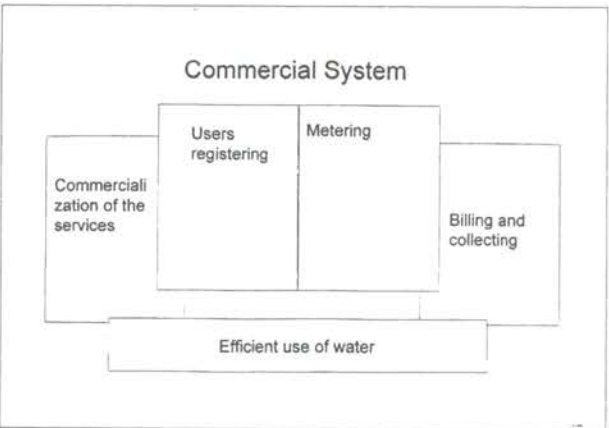 Commercial System
Users
registering
Metering
Commerciali
zation of the
services
Billing and
collecting
Efficient use of water